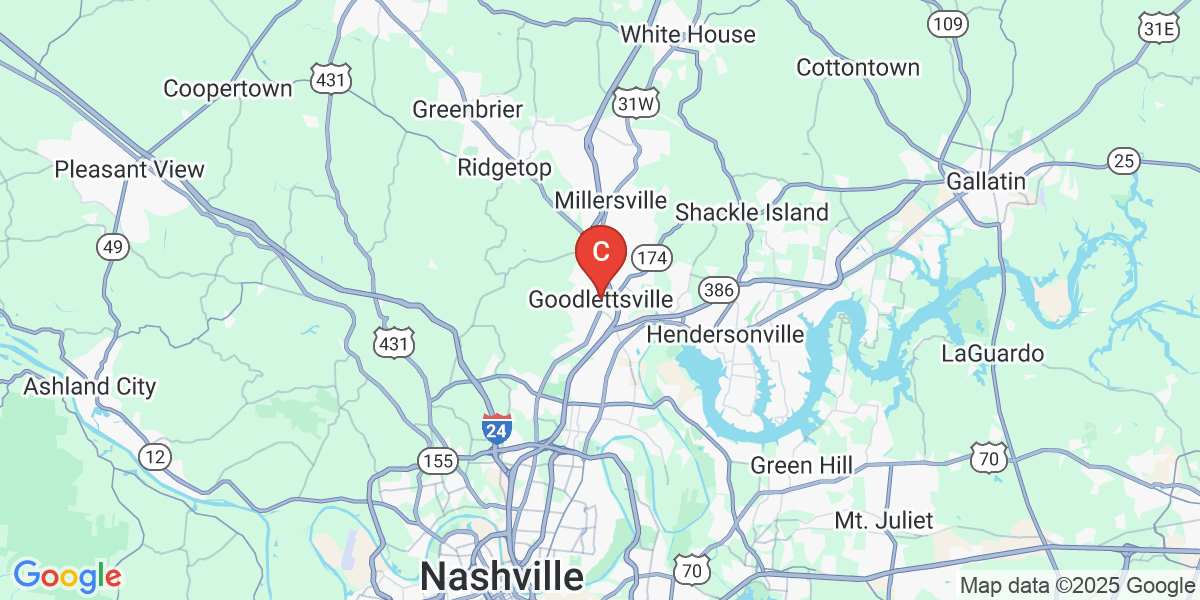 White House
109
31E
Cottontown
431
Coopertown
31W
Greenbrier
Pleasant View
Ridgetop
25
Gallatin
Millersville
Shackle Island
49
C
174
386
Goodlettsville
Hendersonville
431
LaGuardo
Ashland City
24
12
155
Green Hill
70
Mt. Juliet
70
Nashville
Google
Map data ©2025 Google